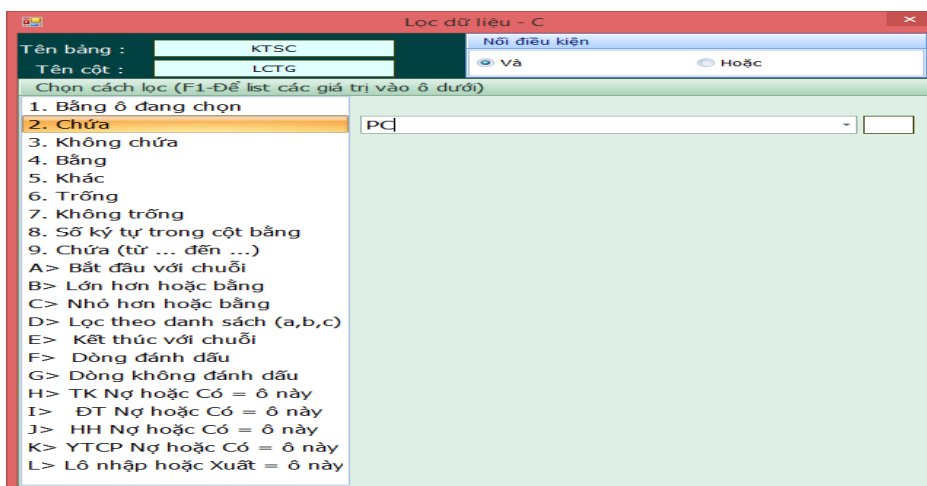 Lọc dữ liệu - C
Tên bảng :
KTSC
Nối điều kiện
Tên cột :
LCTG
Và
Hoặc
Chọn cách lọc (F1-Để list các giá trị vào ô dưới)
1. Bằng ô đang chọn
2. Chứa
PC
3. Không chứa
4. Bằng
5. Khác
6. Trống
7. Không trống
8. Số ký tự trong cột bằng
9. Chứa (từ ... đến ...)
A> Bắt đầu với chuỗi
B> Lớn hơn hoặc bằng
C> Nhỏ hơn hoặc bằng
D> Lọc theo danh sách (a,b,c)
E> Kết thúc với chuỗi
F> Dòng đánh dấu
G> Dòng không đánh dấu
H> TK Nợ hoặc Có = ô này
I> ĐT Nợ hoặc Có = ô này
J> HH Nợ hoặc Có = ô này
K> YTCP Nợ hoặc Có = ô này
L> Lô nhập hoặc Xuất = ô này